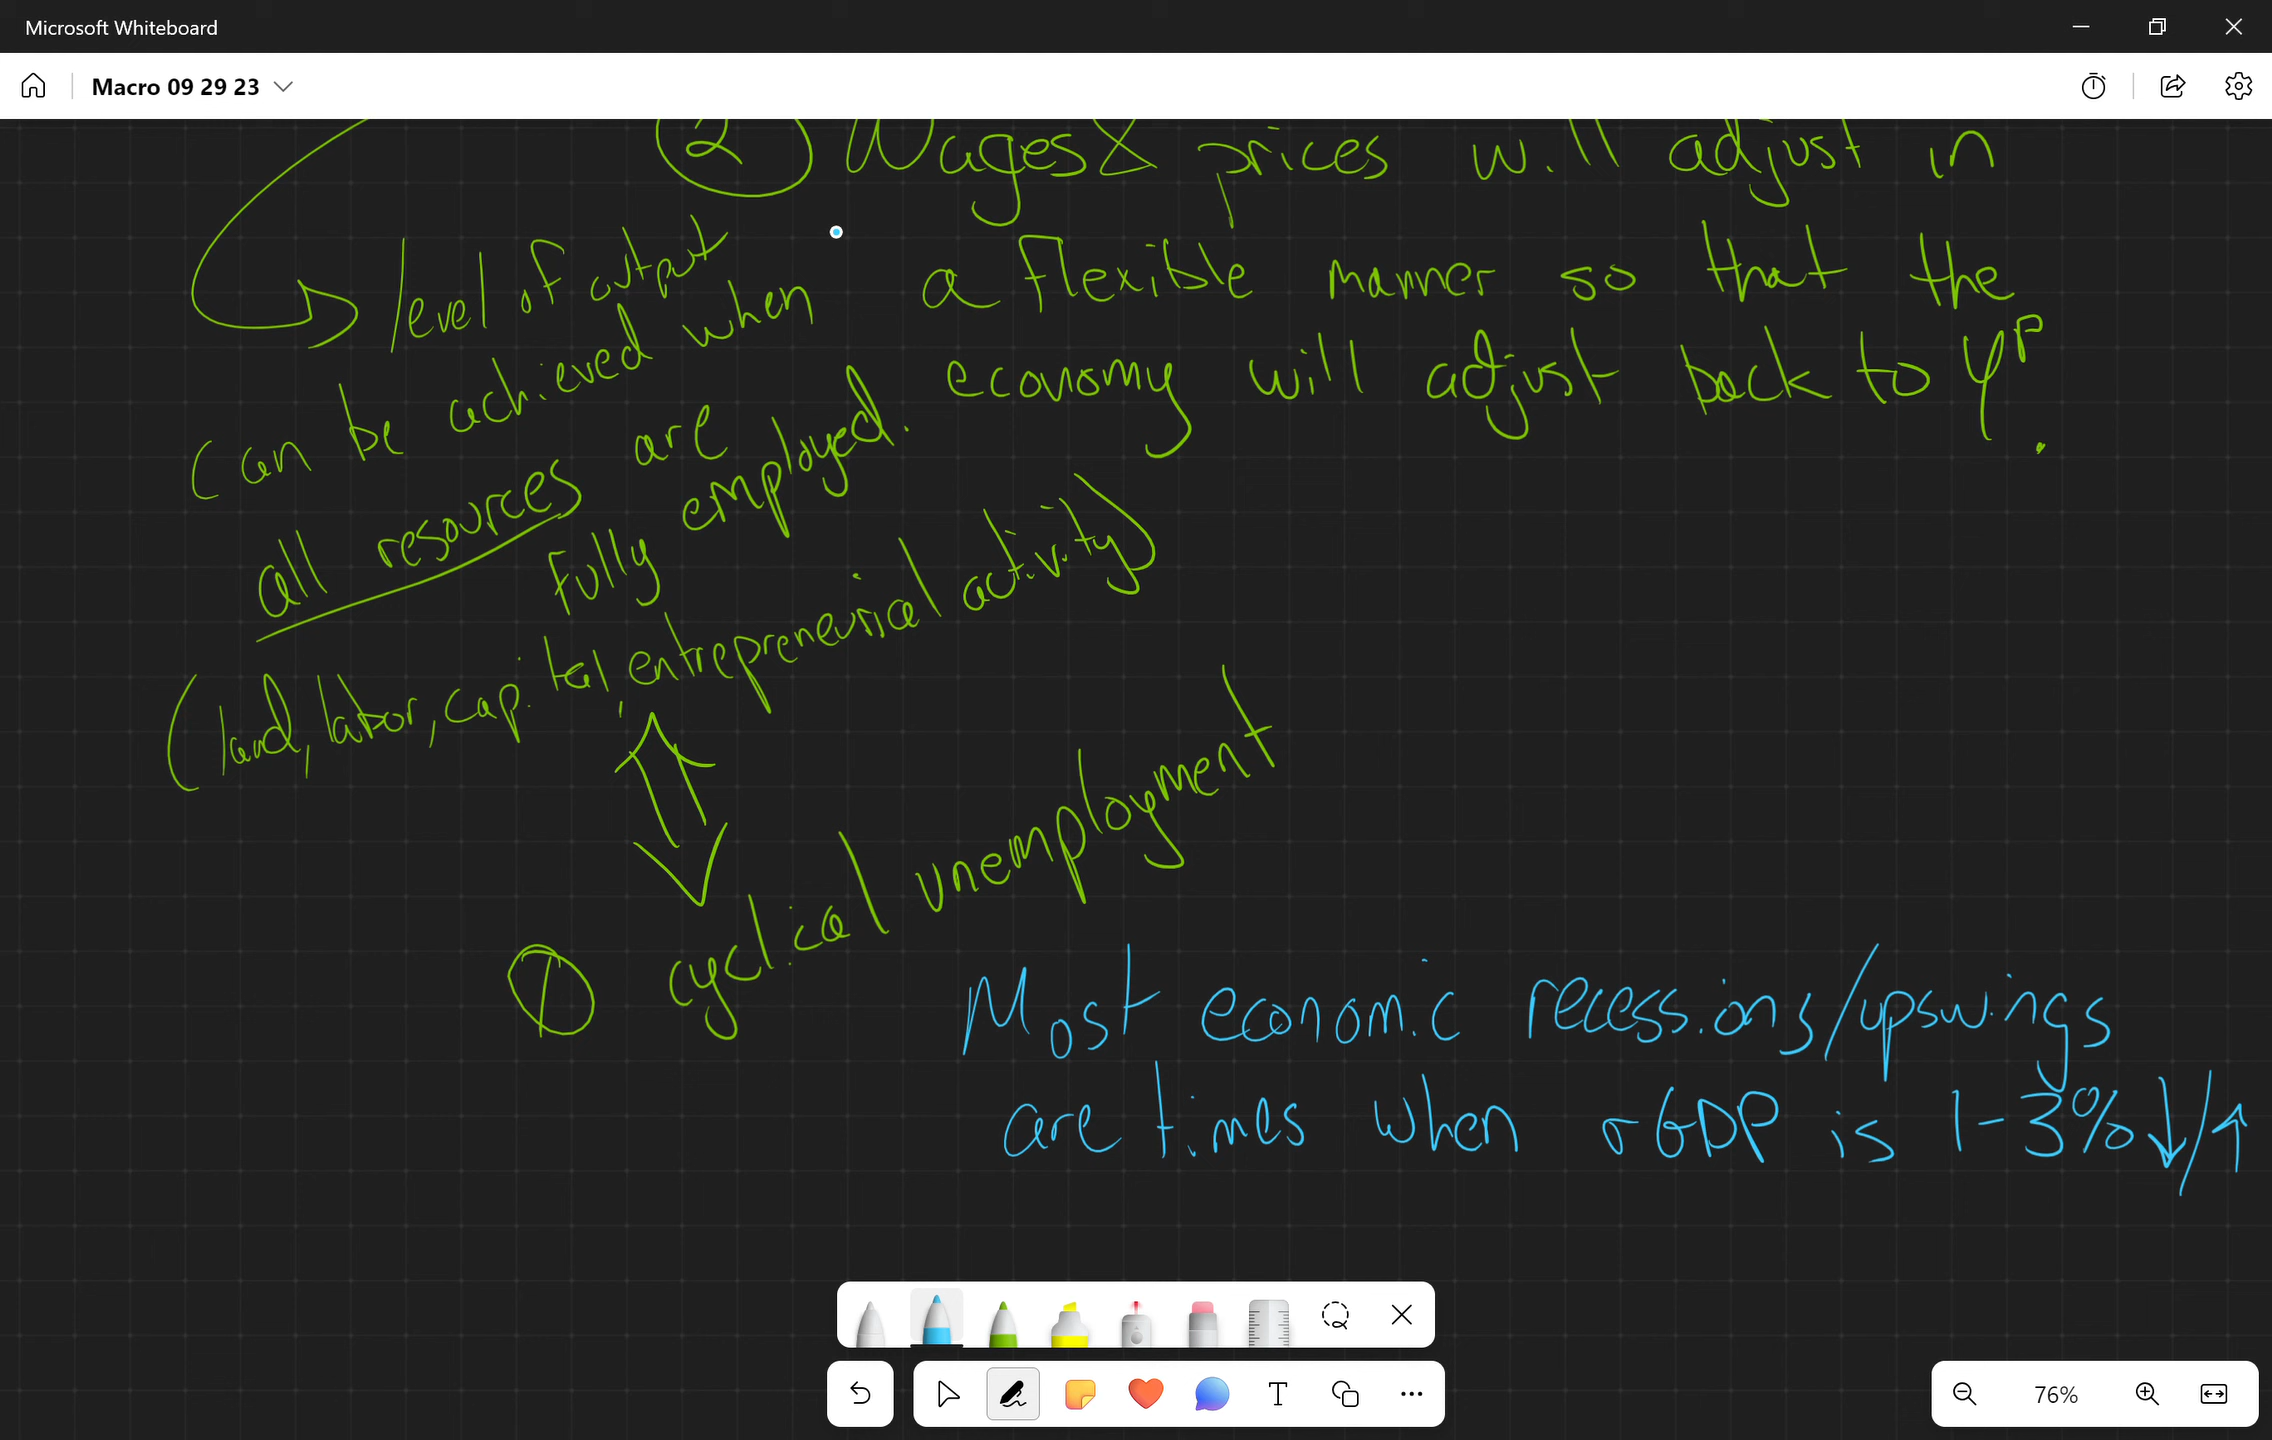 Microsoft Whiteboard
Macro 09 29 23
2 Wages & prices will adjust in
a flexible manner so that the
economy will adjust back to Yᴾ.
level of output
can be achieved when
all resources are
fully employed.
(land, labor, capital, entrepreneurial activity)
cyclical unemployment
Most economic recessions/upswings
are times when rGDP is 1-3% ↓/↑
T
76%